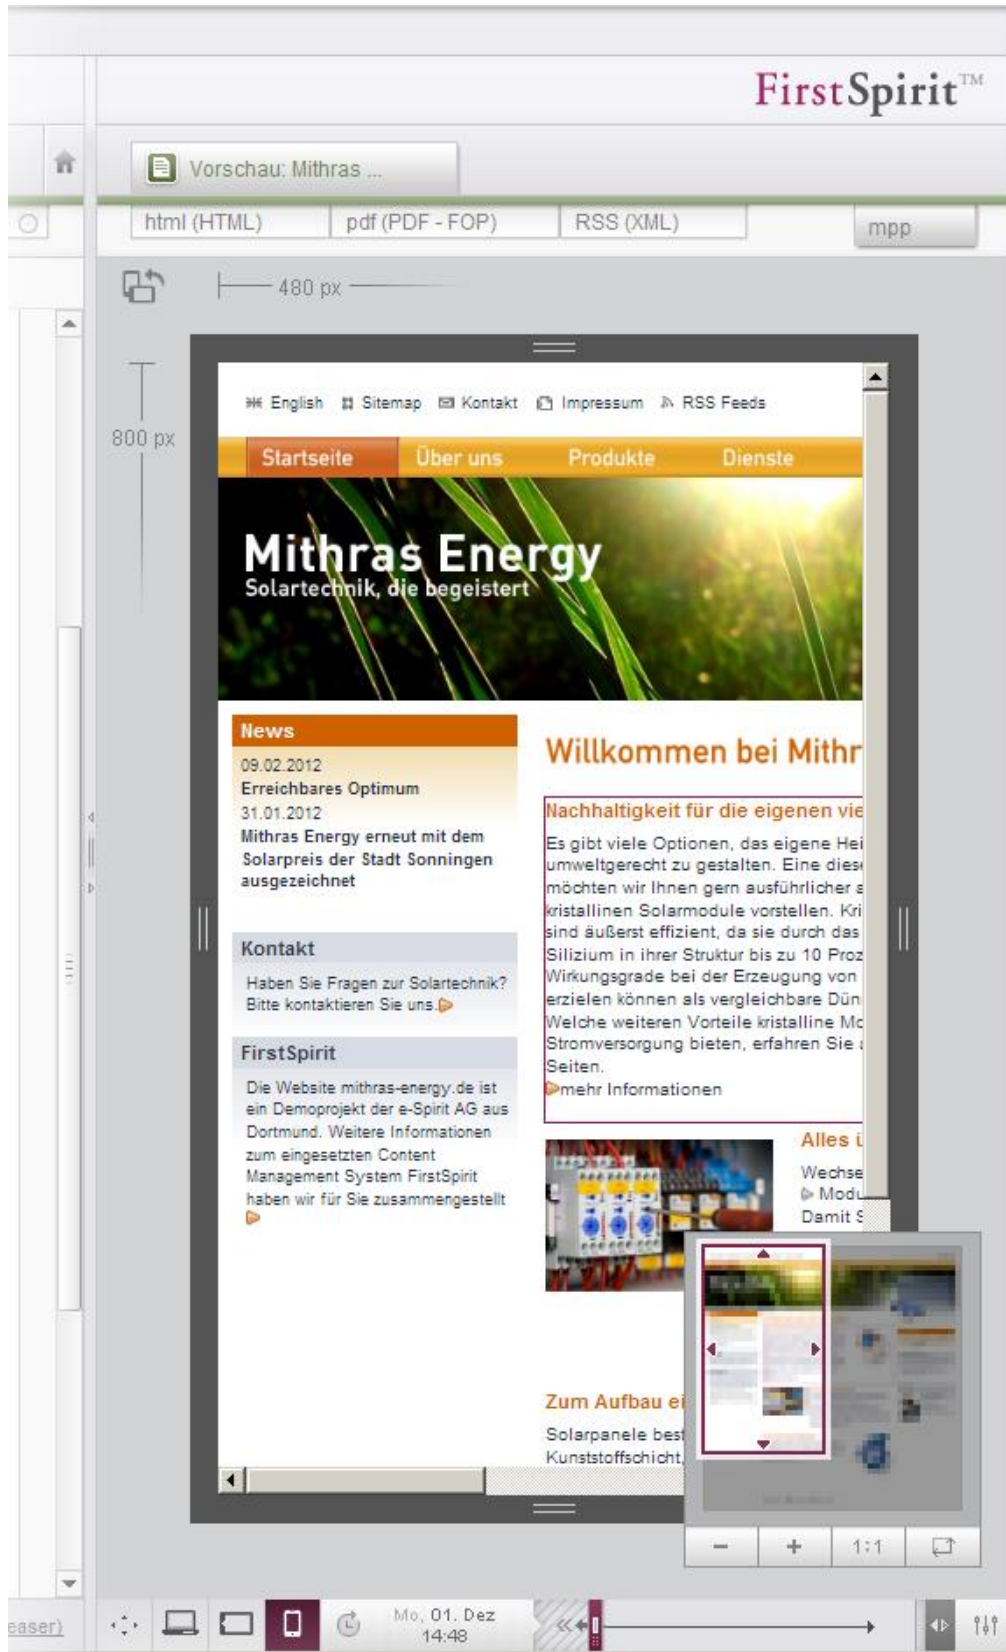 FirstSpirit™
Vorschau: Mithras ...
html (HTML)
pdf (PDF - FOP)
RSS (XML)
mpp
480 px
800 px
English Sitemap Kontakt Impressum RSS Feeds
Startseite Über uns Produkte Dienste
Mithras Energy
Solartechnik, die begeistert
News
09.02.2012
Erreichbares Optimum
31.01.2012
Mithras Energy erneut mit dem
Solarpreis der Stadt Sonningen
ausgezeichnet
Kontakt
Haben Sie Fragen zur Solartechnik?
Bitte kontaktieren Sie uns.
FirstSpirit
Die Website mithras-energy.de ist
ein Demoprojekt der e-Spirit AG aus
Dortmund. Weitere Informationen
zum eingesetzten Content
Management System FirstSpirit
haben wir für Sie zusammengestellt
Willkommen bei Mithr
Nachhaltigkeit für die eigenen vie
Es gibt viele Optionen, das eigene Hei
umweltgerecht zu gestalten. Eine diese
möchten wir Ihnen gern ausführlicher a
kristallinen Solarmodule vorstellen. Kri
sind äußerst effizient, da sie durch das
Silizium in ihrer Struktur bis zu 10 Proz
Wirkungsgrade bei der Erzeugung von
erzielen können als vergleichbare Dün
Welche weiteren Vorteile kristalline Mo
Stromversorgung bieten, erfahren Sie a
Seiten.
mehr Informationen
Alles ü
Wechse
Modu
Damit S
Zum Aufbau ei
Solarpanele best
Kunststoffschicht,
1:1
easer)
Mo, 01. Dez
14:48